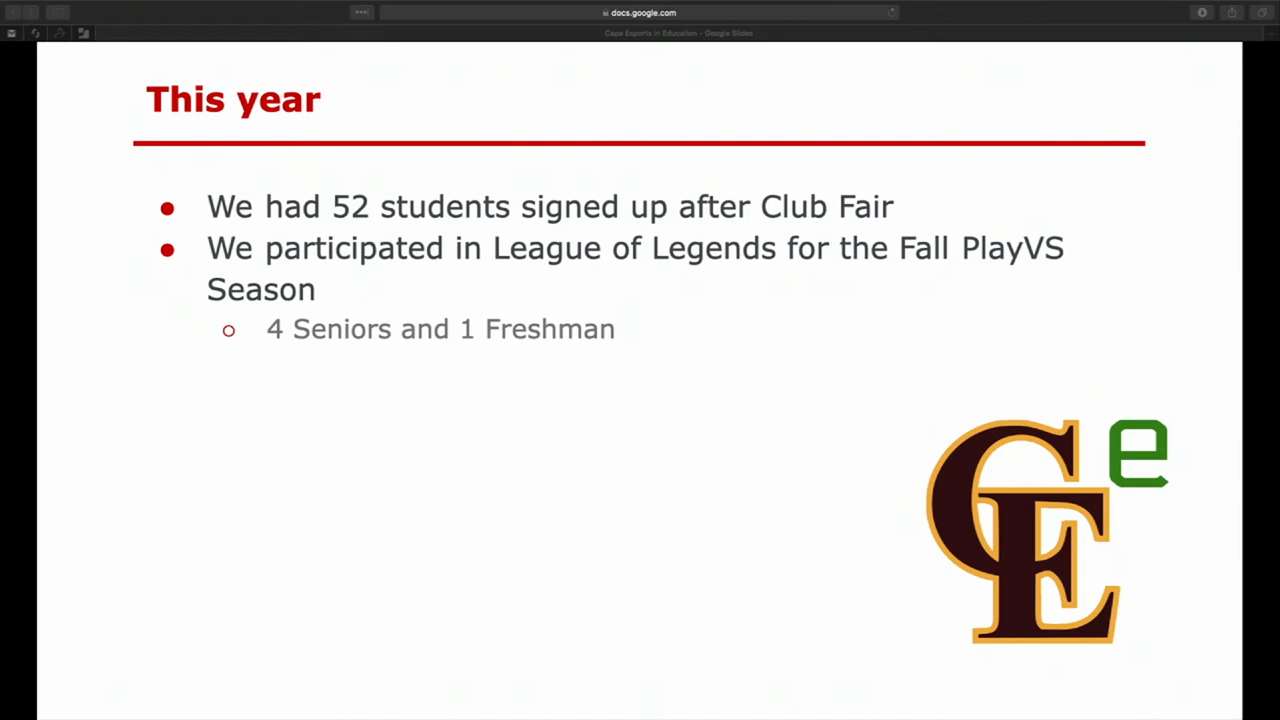 docs.google.com
Cape Esports in Education - Google Slides
This year
We had 52 students signed up after Club Fair
We participated in League of Legends for the Fall PlayVS
Season
4 Seniors and 1 Freshman
CE e